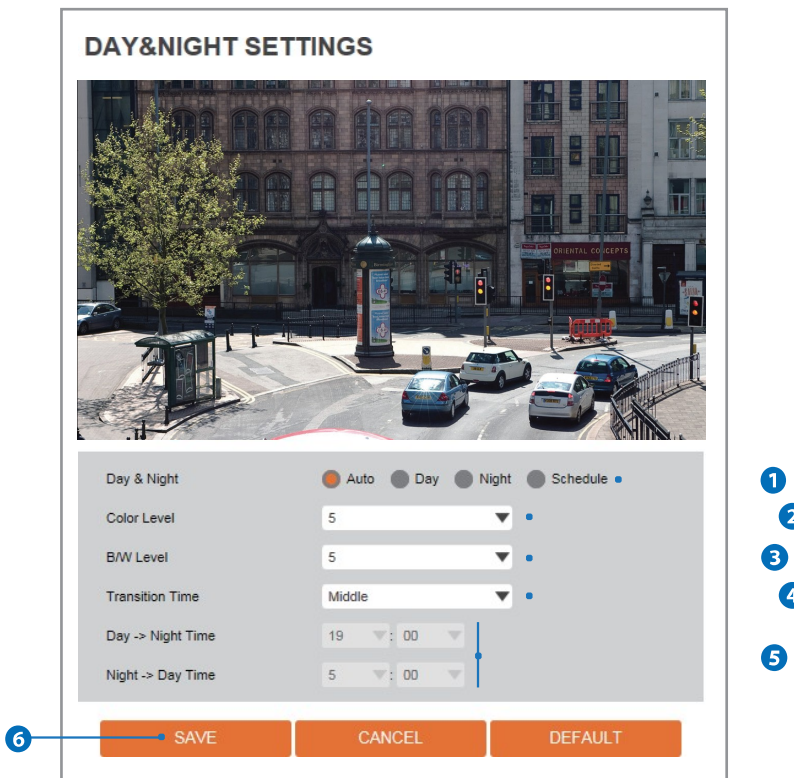 DAY&NIGHT SETTINGS
ORIENTAL CONCEPTS
Day & Night Auto Day Night Schedule
1
Color Level 5
2
B/W Level 5
3
Transition Time Middle
4
Day -> Night Time 19 : 00
5
Night -> Day Time 5 : 00
6 SAVE CANCEL DEFAULT